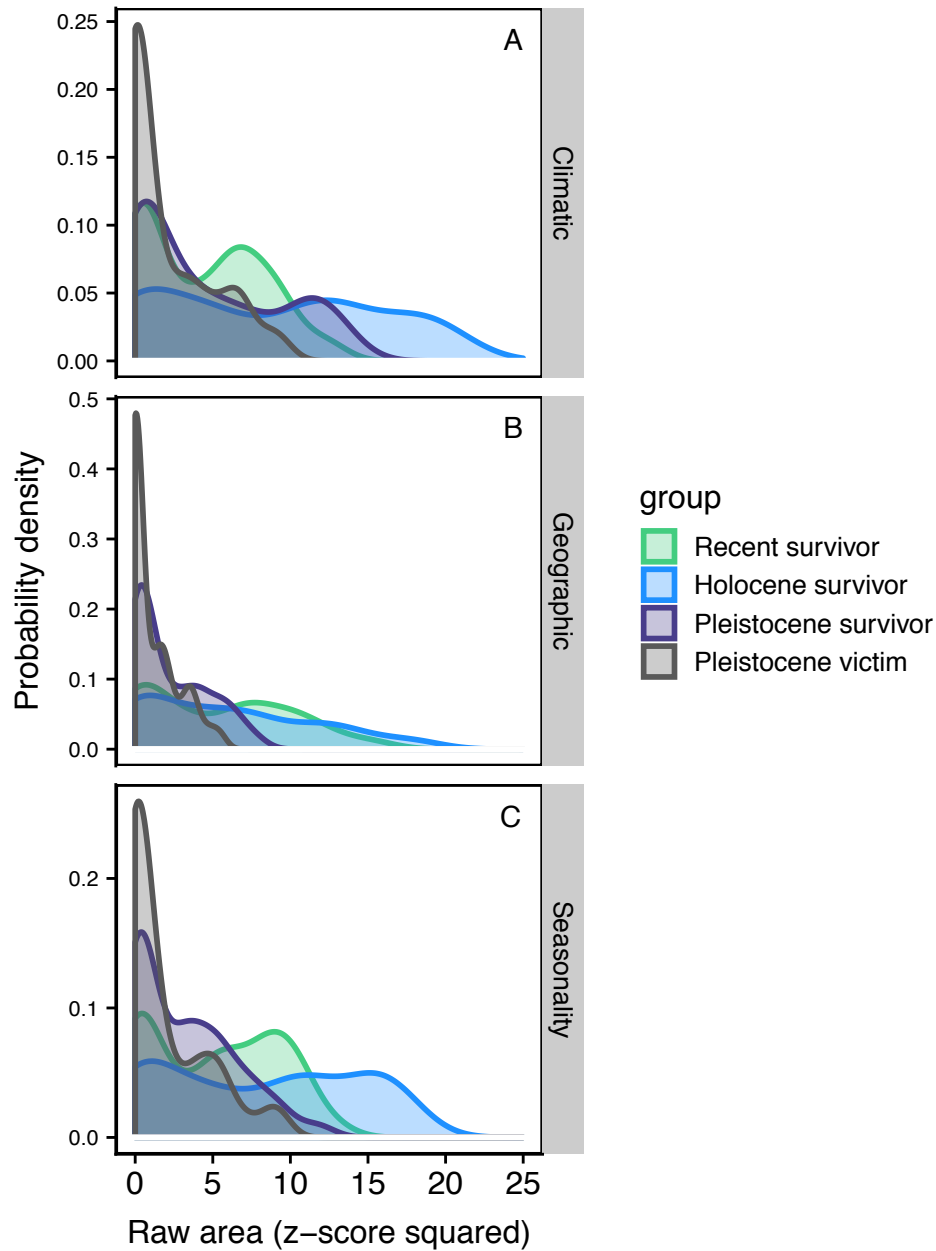 A
0.25
0.20
0.15
0.10
0.05
0.00
Climatic
B
0.5
0.4
0.3
0.2
0.1
0.0
Geographic
C
0.2
0.1
0.0
Seasonality
0 5 10 15 20 25
Raw area (z−score squared)
Probability density
group
Recent survivor
Holocene survivor
Pleistocene survivor
Pleistocene victim